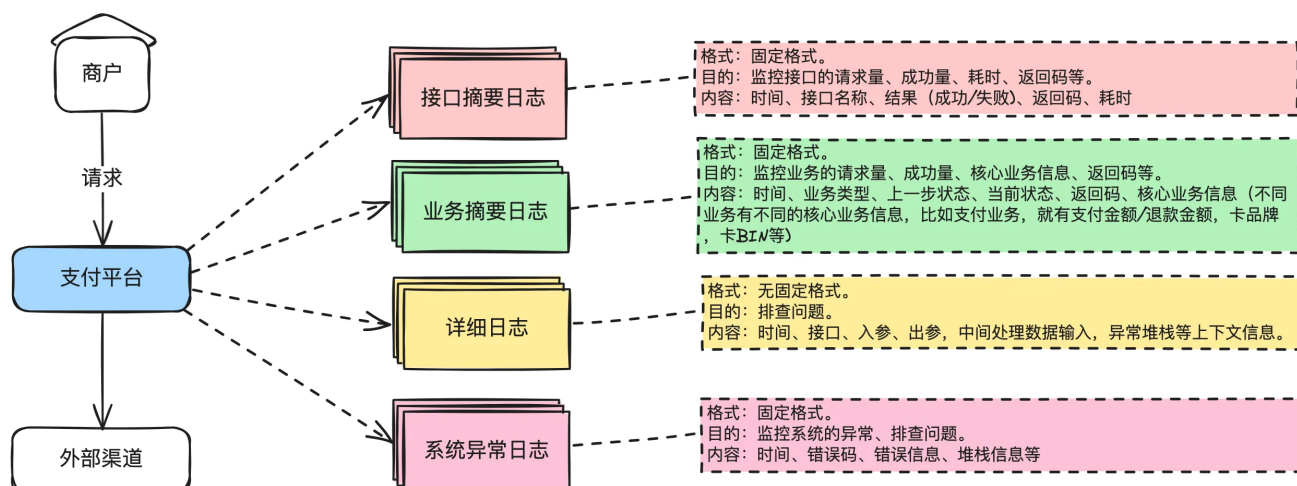 商户
请求
支付平台
外部渠道
接口摘要日志
格式：固定格式。
目的：监控接口的请求量、成功量、耗时、返回码等。
内容：时间、接口名称、结果（成功/失败）、返回码、耗时
业务摘要日志
格式：固定格式。
目的：监控业务的请求量、成功量、核心业务信息、返回码等。
内容：时间、业务类型、上一步状态、当前状态、返回码、核心业务信息（不同
业务有不同的核心业务信息，比如支付业务，就有支付金额/退款金额，卡品牌
，卡BIN等）
详细日志
格式：无固定格式。
目的：排查问题。
内容：时间、接口、入参、出参，中间处理数据输入，异常堆栈等上下文信息。
系统异常日志
格式：固定格式。
目的：监控系统的异常、排查问题。
内容：时间、错误码、错误信息、堆栈信息等